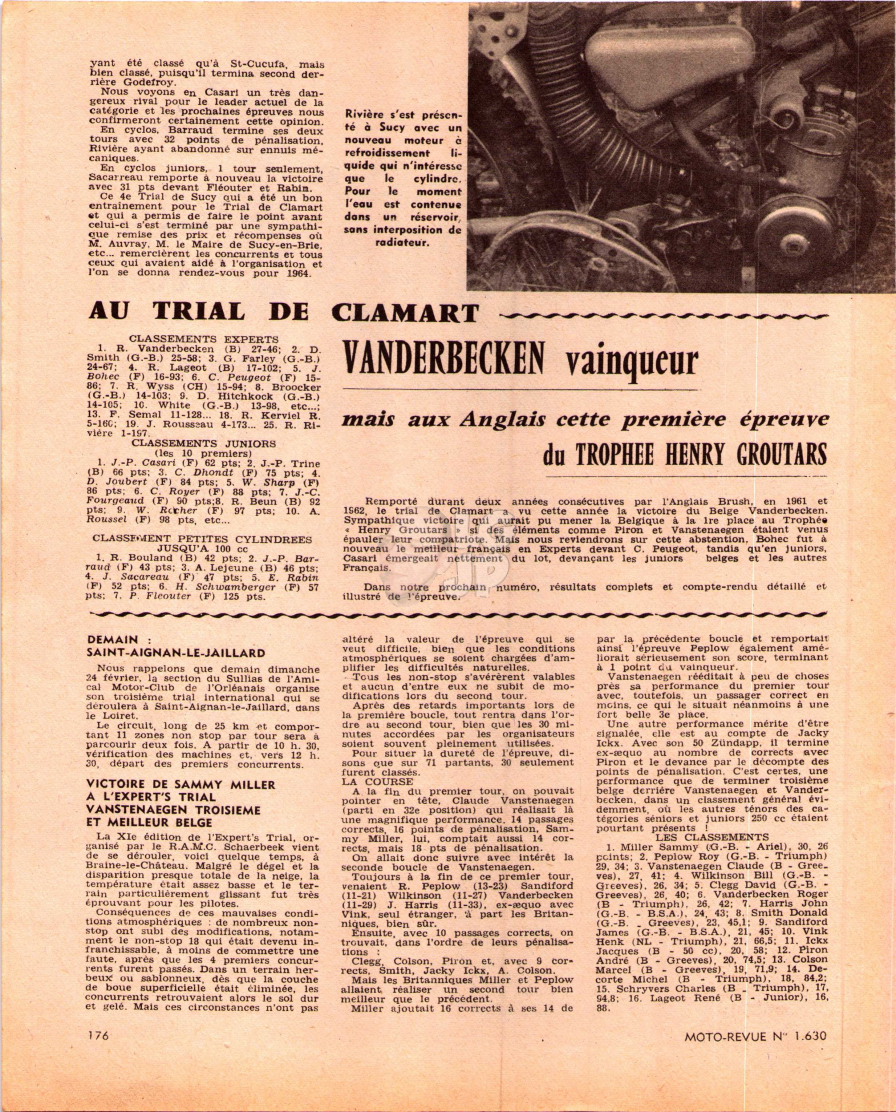 yant été classé qu'à St-Cucufa, mais
bien classé, puisqu'il termina second der-
rière Godefroy.
Nous voyons en Casari un très dan-
gereux rival pour le leader actuel de la
catégorie et les prochaines épreuves nous
confirmeront certainement cette opinion.
En cyclos, Barraud termine ses deux
tours avec 32 points de pénalisation,
Rivière ayant abandonné sur ennuis mé-
caniques.
En cyclos juniors, 1 tour seulement,
Sacarreau remporte à nouveau la victoire
avec 31 pts devant Fléouter et Rabin.
Ce 4e Trial de Sucy qui a été un bon
entraînement pour le Trial de Clamart
et qui a permis de faire le point avant
celui-ci s'est terminé par une sympathi-
que remise des prix et récompenses où
M. Auvray, M. le Maire de Sucy-en-Brie,
etc... remercièrent les concurrents et tous
ceux qui avaient aidé à l'organisation et
l'on se donna rendez-vous pour 1964.
Rivière s'est présen-
té à Sucy avec un
nouveau moteur à
refroidissement li-
quide qui n'intéresse
que le cylindre.
Pour le moment
l'eau est contenue
dans un réservoir,
sans interposition de
radiateur.
AU TRIAL DE CLAMART
VANDERBECKEN vainqueur
mais aux Anglais cette première épreuve
du TROPHEE HENRY GROUTARS
CLASSEMENTS EXPERTS
1. R. Vanderbecken (B) 27-46; 2. D.
Smith (G.-B.) 25-58; 3. G. Farley (G.-B.)
24-67; 4. R. Lageot (B) 17-102; 5. J.
Bohec (F) 16-93; 6. C. Peugeot (F) 15-
86; 7. R. Wyss (CH) 15-94; 8. Broocker
(G.-B.) 14-103; 9. D. Hitchkock (G.-B.)
14-105; 10. White (G.-B.) 13-98, etc...;
13. F. Semal 11-128... 18. R. Kerviel R.
5-160; 19. J. Rousseau 4-173... 25. R. Ri-
vière 1-197.
CLASSEMENTS JUNIORS
(les 10 premiers)
1. J.-P. Casari (F) 62 pts; 2. J.-P. Trine
(B) 66 pts; 3. C. Dhondt (F) 75 pts; 4.
D. Joubert (F) 84 pts; 5. W. Sharp (F)
86 pts; 6. C. Royer (F) 88 pts; 7. J.-C.
Fourgeaud (F) 90 pts;8. R. Beun (B) 92
pts; 9. W. Rocher (F) 97 pts; 10. A.
Roussel (F) 98 pts, etc...
CLASSEMENT PETITES CYLINDREES
JUSQU'A 100 cc
1, R. Bouland (B) 42 pts; 2. J.-P. Bar-
raud (F) 43 pts; 3. A. Lejeune (B) 46 pts;
4. J. Sacareau (F) 47 pts; 5. E. Rabin
(F) 52 pts; 6. H. Schwamberger (F) 57
pts; 7. P. Fleouter (F) 125 pts.
Remporté durant deux années consécutives par l'Anglais Brush, en 1961 et
1962, le trial de Clamart a vu cette année la victoire du Belge Vanderbecken.
Sympathique victoire qui aurait pu mener la Belgique à la 1re place au Trophée
« Henry Groutars » si des éléments comme Piron et Vanstenaegen étaient venus
épauler leur compatriote. Mais nous reviendrons sur cette abstention. Bohec fut à
nouveau le meilleur français en Experts devant C. Peugeot, tandis qu'en juniors,
Casari émergeait nettement du lot, devançant les juniors belges et les autres
Français.
Dans notre prochain numéro, résultats complets et compte-rendu détaillé et
illustré de l'épreuve.
DEMAIN :
SAINT-AIGNAN-LE-JAILLARD
Nous rappelons que demain dimanche
24 février, la section du Sullias de l'Ami-
cal Motor-Club de l'Orléanais organise
son troisième trial international qui se
déroulera à Saint-Aignan-le-Jaillard, dans
le Loiret.
Le circuit, long de 25 km et compor-
tant 11 zones non stop par tour sera à
parcourir deux fois. A partir de 10 h. 30,
vérification des machines et, vers 12 h.
30, départ des premiers concurrents.
VICTOIRE DE SAMMY MILLER
A L'EXPERT'S TRIAL
VANSTENAEGEN TROISIEME
ET MEILLEUR BELGE
La XIe édition de l'Expert's Trial, or-
ganisé par le R.A.M.C. Schaerbeek vient
de se dérouler, voici quelque temps, à
Braine-le-Château. Malgré le dégel et la
disparition presque totale de la neige, la
température était assez basse et le ter-
rain particulièrement glissant fut très
éprouvant pour les pilotes.
Conséquences de ces mauvaises condi-
tions atmosphériques : de nombreux non-
stop ont subi des modifications, notam-
ment le non-stop 18 qui était devenu in-
franchissable, à moins de commettre une
faute, après que les 4 premiers concur-
rents furent passés. Dans un terrain her-
beux ou sablonneux, dès que la couche
de boue superficielle était éliminée, les
concurrents retrouvaient alors le sol dur
et gelé. Mais ces circonstances n'ont pas
altéré la valeur de l'épreuve qui se
veut difficile, bien que les conditions
atmosphériques se soient chargées d'am-
plifier les difficultés naturelles.
Tous les non-stop s'avérèrent valables
et aucun d'entre eux ne subit de mo-
difications lors du second tour.
Après des retards importants lors de
la première boucle, tout rentra dans l'or-
dre au second tour, bien que les 30 mi-
nutes accordées par les organisateurs
soient souvent pleinement utilisées.
Pour situer la dureté de l'épreuve, di-
sons que sur 71 partants, 30 seulement
furent classés.
LA COURSE
A la fin du premier tour, on pouvait
pointer en tête, Claude Vanstenaegen
(parti en 32e position) qui réalisait là
une magnifique performance. 14 passages
corrects, 16 points de pénalisation, Sam-
my Miller, lui, comptait aussi 14 cor-
rects, mais 18 pts de pénalisation.
On allait donc suivre avec intérêt la
seconde boucle de Vanstenaegen.
Toujours à la fin de ce premier tour,
venaient R. Peplow (13-23) Sandiford
(11-21) Wilkinson (11-27) Vanderbecken
(11-29) J. Harris (11-33), ex-æquo avec
Vink, seul étranger, à part les Britan-
niques, bien sûr.
Ensuite, avec 10 passages corrects, on
trouvait, dans l'ordre de leurs pénalisa-
tions :
Clegg, Colson, Piron et, avec 9 cor-
rects, Smith, Jacky Ickx, A. Colson.
Mais les Britanniques Miller et Peplow
allaient réaliser un second tour bien
meilleur que le précédent.
Miller ajoutait 16 corrects à ses 14 de
par la précédente boucle et remportait
ainsi l'épreuve Peplow également amé-
liorait sérieusement son score, terminant
à 1 point du vainqueur.
Vanstenaegen rééditait à peu de choses
près sa performance du premier tour
avec, toutefois, un passager correct en
moins, ce qui le situait néanmoins à une
fort belle 3e place.
Une autre performance mérite d'être
signalée, elle est au compte de Jacky
Ickx. Avec son 50 Zündapp, il termine
ex-æquo au nombre de corrects avec
Piron et le devance par le décompte des
points de pénalisation. C'est certes, une
performance que de terminer troisième
belge derrière Vanstenaegen et Vander-
becken, dans un classement général évi-
demment, où les autres ténors des ca-
tégories séniors et juniors 250 cc étaient
pourtant présents !
LES CLASSEMENTS
1. Miller Sammy (G.-B. - Ariel), 30, 26
points; 2, Peplow Roy (G.-B. - Triumph)
29, 34; 3. Vanstenaegen Claude (B - Gree-
ves), 27, 41; 4. Wilkinson Bill (G.-B. -
Greeves), 26, 34; 5. Clegg David (G.-B. -
Greeves), 26, 40; 6. Vanderbecken Roger
(B - Triumph), 26, 42; 7. Harris John
(G.-B. - B.S.A.), 24, 43; 8. Smith Donald
(G.-B. - Greeves), 23, 45,1; 9. Sandiford
James (G.-B. - B.S.A.), 21, 45; 10. Vink
Henk (NL - Triumph), 21, 66,5; 11. Ickx
Jacques (B - 50 cc), 20, 58; 12. Piron
André (B - Greeves), 20, 74,5; 13. Colson
Marcel (B - Greeves), 19, 71,9; 14. De-
corte Michel (B - Triumph), 18, 84,2;
15. Schryvers Charles (B - Triumph), 17,
94,8; 16. Lageot René (B - Junior), 16,
88.
176
MOTO-REVUE N° 1.630